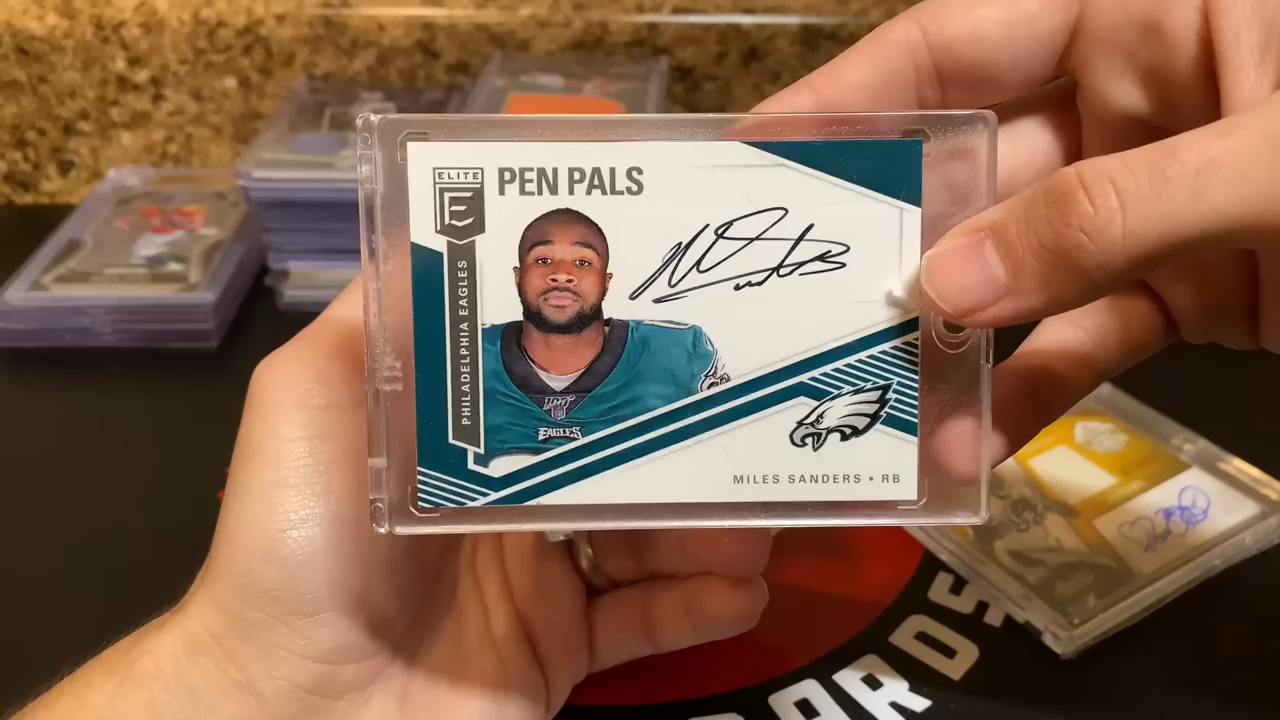 ELITE
E
PEN PALS
PHILADELPHIA EAGLES
EAGLES
MILES SANDERS • RB